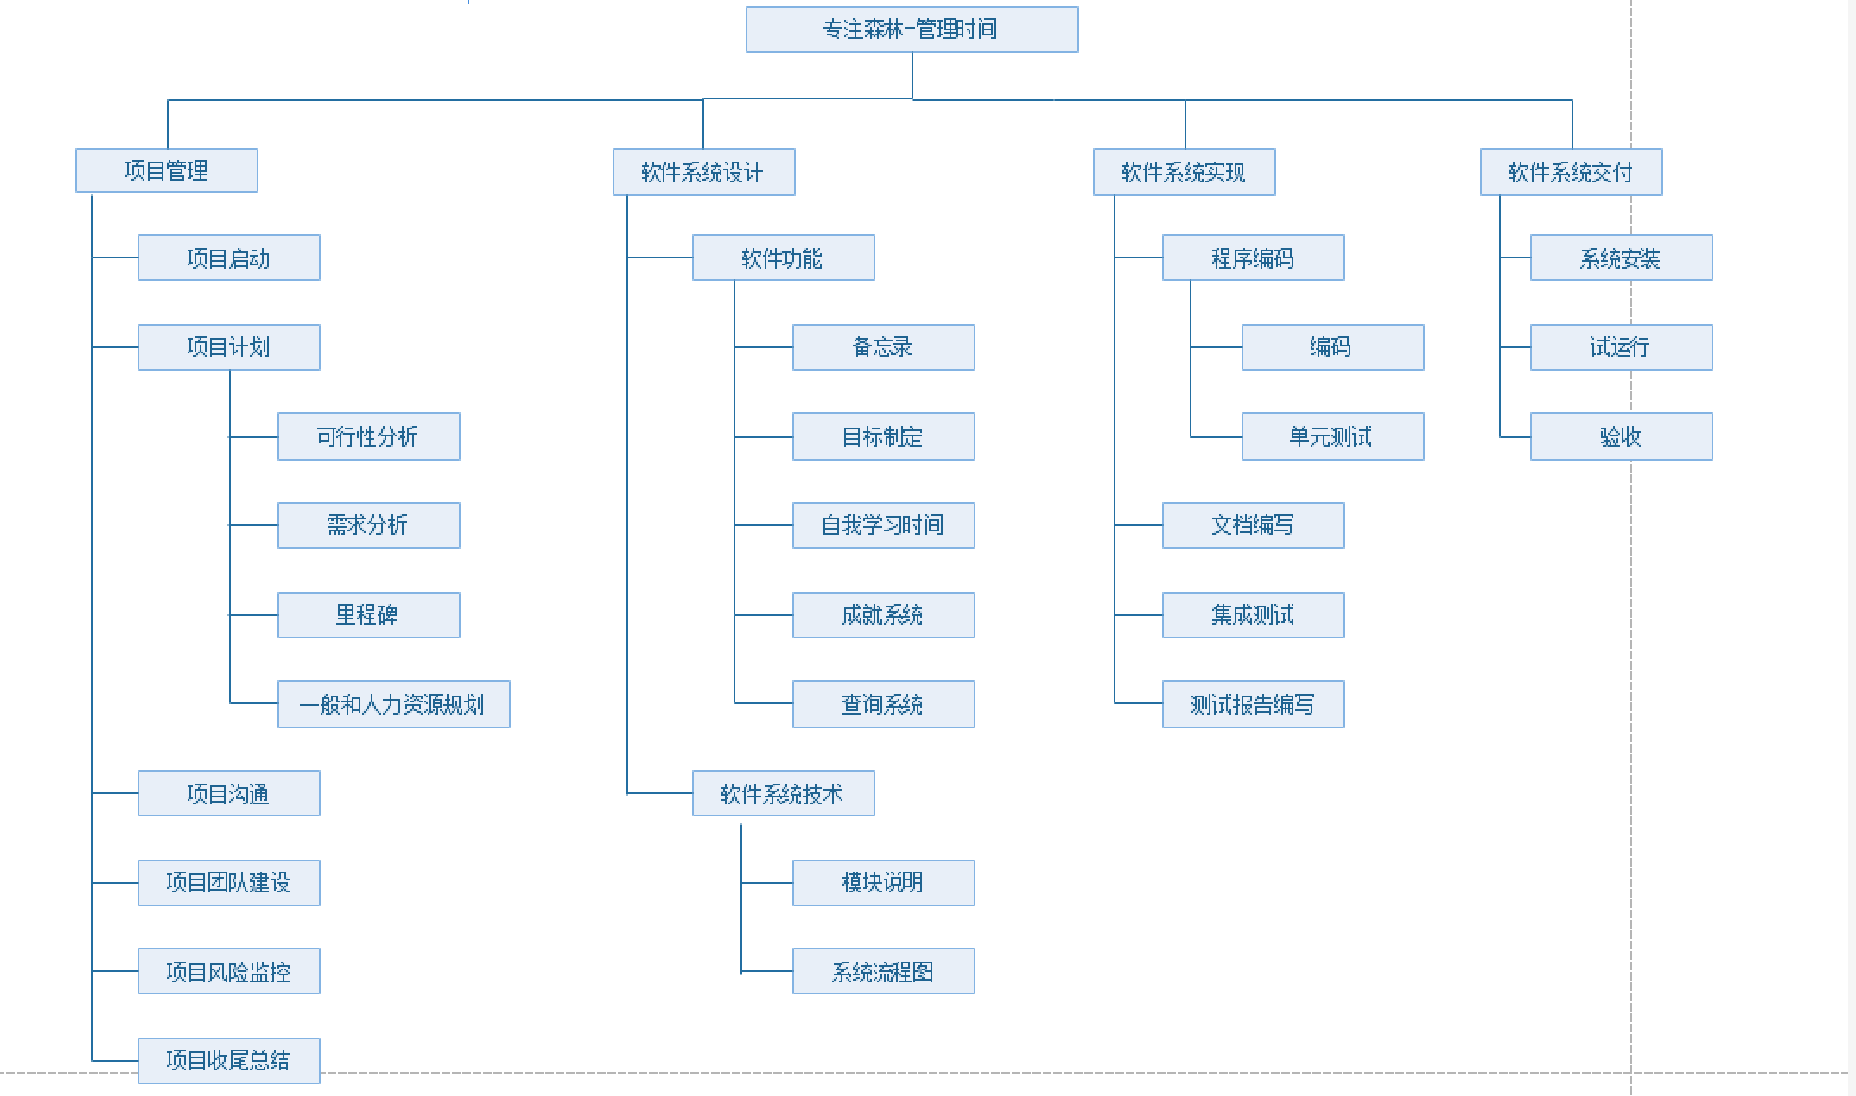 专注森林-管理时间
项目管理
项目启动
项目计划
可行性分析
需求分析
里程碑
一般和人力资源规划
项目沟通
项目团队建设
项目风险监控
项目收尾总结
软件系统设计
软件功能
备忘录
目标制定
自我学习时间
成就系统
查询系统
软件系统技术
模块说明
系统流程图
软件系统实现
程序编码
编码
单元测试
文档编写
集成测试
测试报告编写
软件系统交付
系统安装
试运行
验收